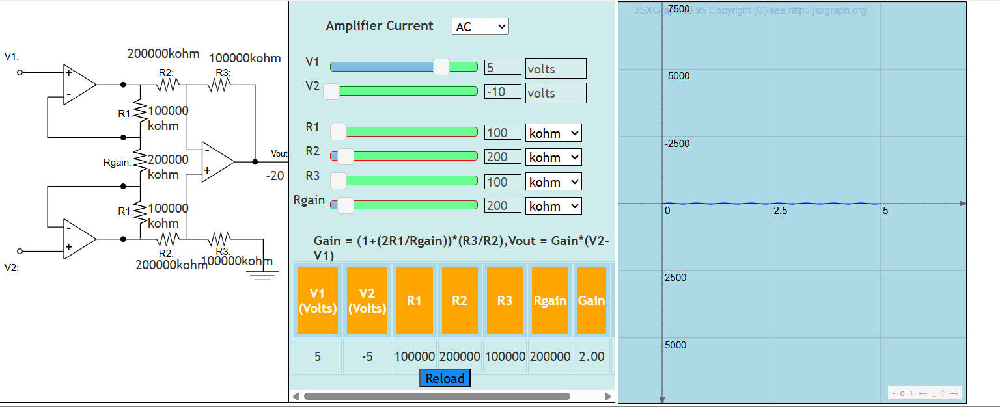 V1:
200000kohm
100000kohm
R2:
R3:
+
-
R1:
100000
kohm
Rgain:
200000
kohm
-
+
Vout
-20
R1:
100000
kohm
-
+
V2:
R2:
R3:
200000kohm
100000kohm
Amplifier Current AC
V1 5 volts
V2 -10 volts
R1 100 kohm
R2 200 kohm
R3 100 kohm
Rgain 200 kohm
Gain = (1+(2R1/Rgain))*(R3/R2),Vout = Gain*(V2-
V1)
V1 (Volts) V2 (Volts) R1 R2 R3 Rgain Gain
5 -5 100000 200000 100000 200000 2.00
Reload
-7500
0.95 Copyright (C) see http://jsxgraph.org
-5000
-2500
0 2.5 5
2500
5000
- o + ← ↓ ↑ →